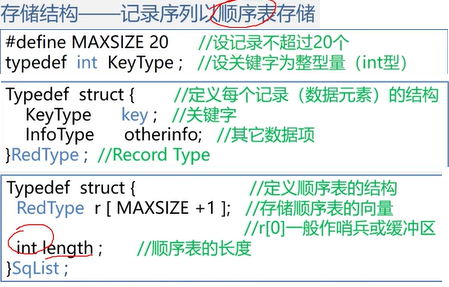 存储结构——记录序列以顺序表存储
#define MAXSIZE 20 //设记录不超过20个
typedef int KeyType ; //设关键字为整型量（int型）
Typedef struct { //定义每个记录（数据元素）的结构
KeyType key ; //关键字
InfoType otherinfo; //其它数据项
}RedType ; //Record Type
Typedef struct { //定义顺序表的结构
RedType r [ MAXSIZE +1 ]; //存储顺序表的向量
//r[0]一般作哨兵或缓冲区
int length ; //顺序表的长度
}SqList ;